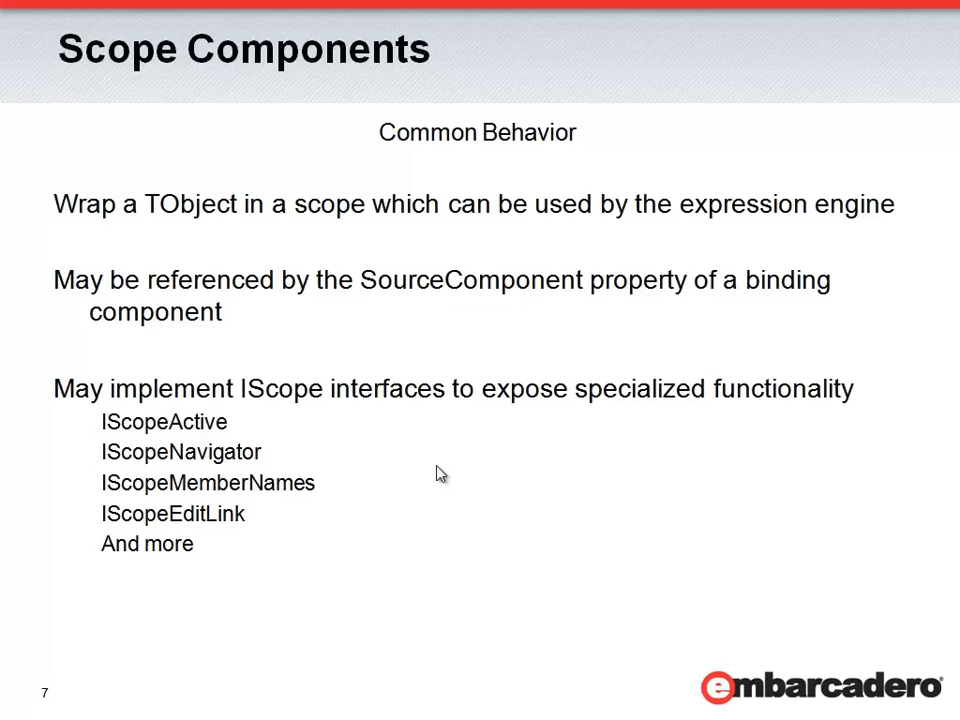 Scope Components
Common Behavior
Wrap a TObject in a scope which can be used by the expression engine
May be referenced by the SourceComponent property of a binding
component
May implement IScope interfaces to expose specialized functionality
IScopeActive
IScopeNavigator
IScopeMemberNames
IScopeEditLink
And more
7
embarcadero